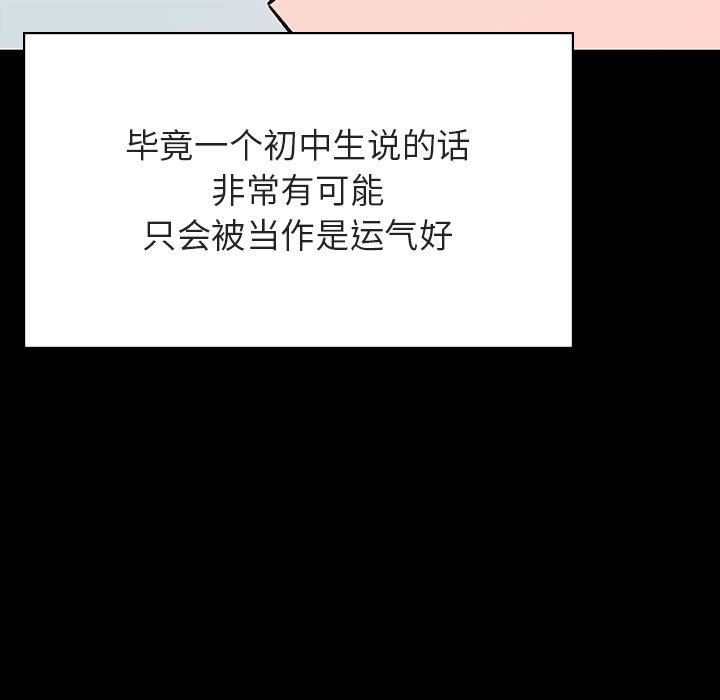 毕竟一个初中生说的话
非常有可能
只会被当作是运气好